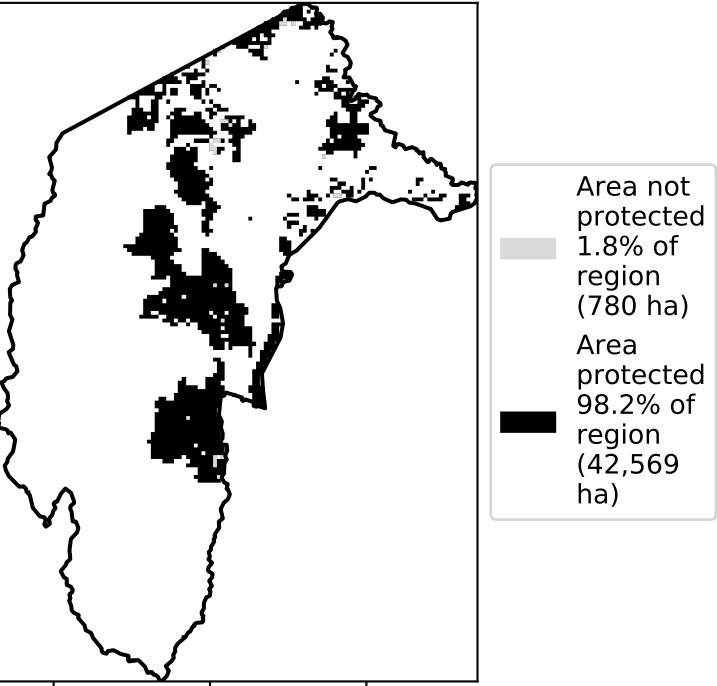 Area not
protected
1.8% of
region
(780 ha)
Area
protected
98.2% of
region
(42,569
ha)